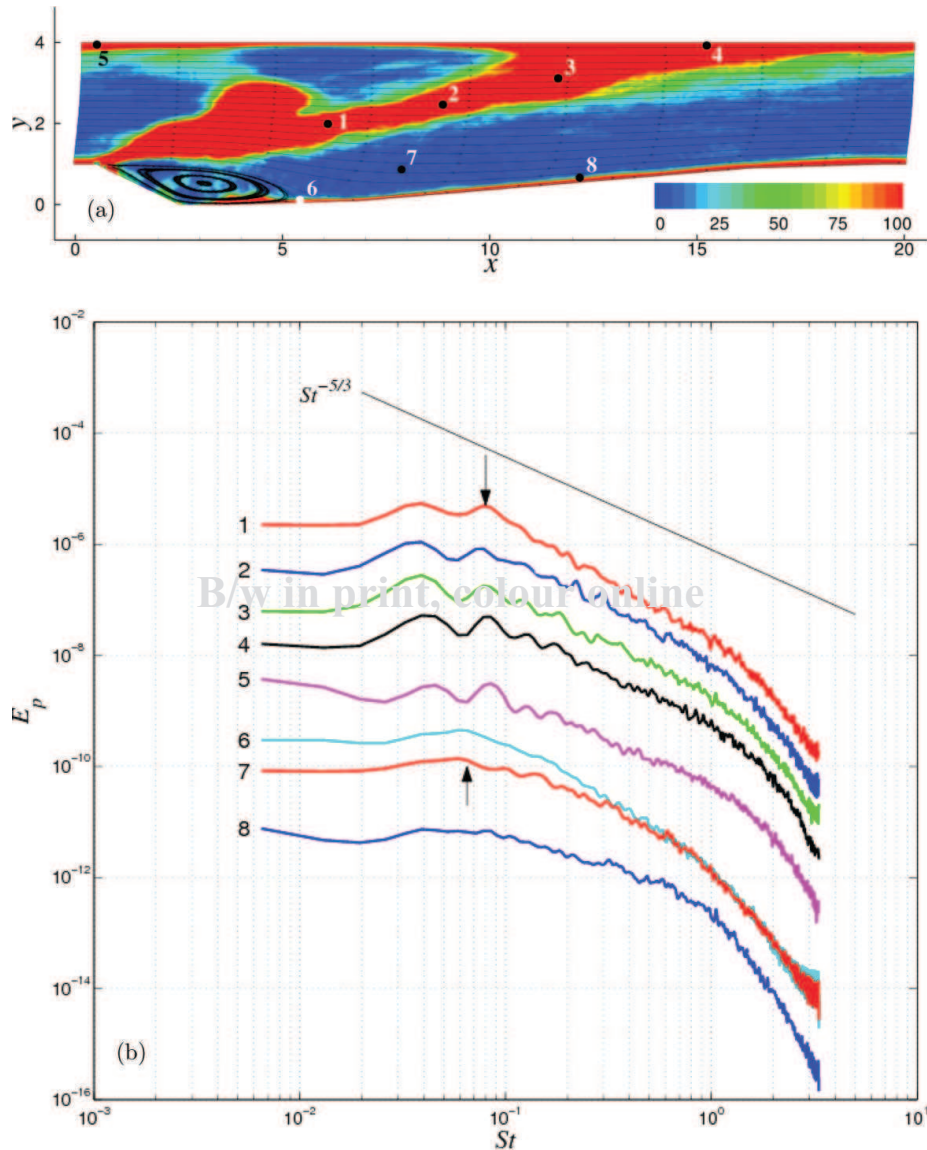 4
2
0
y
5
1
2
3
4
6
7
8
(a)
0 25 50 75 100
0 5 10 15 20
x
10⁻²
10⁻⁴
10⁻⁶
10⁻⁸
10⁻¹⁰
10⁻¹²
10⁻¹⁴
10⁻¹⁶
E_p
St⁻⁵/³
1
2
B/w in print, colour online
3
4
5
6
7
8
(b)
10⁻³ 10⁻² 10⁻¹ 10⁰ 10¹
St